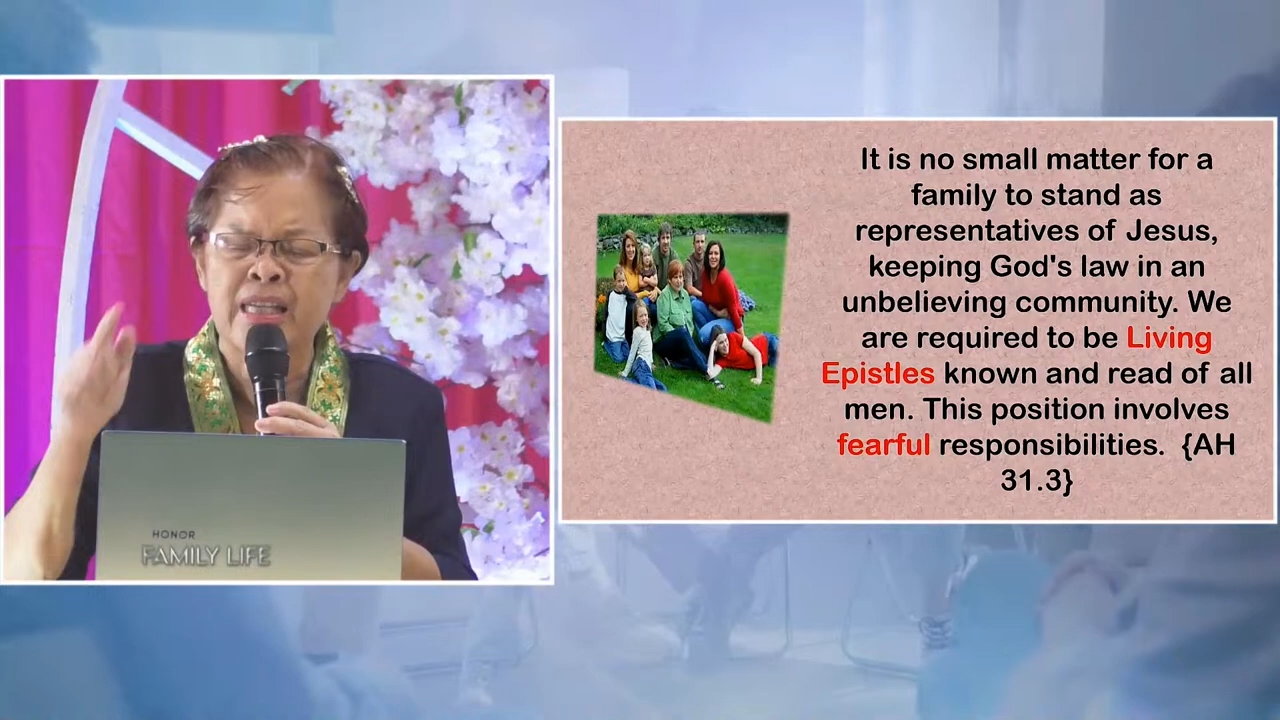 HONOR
FAMILY LIFE
It is no small matter for a
family to stand as
representatives of Jesus,
keeping God's law in an
unbelieving community. We
are required to be Living
Epistles known and read of all
men. This position involves
fearful responsibilities. {AH
31.3}